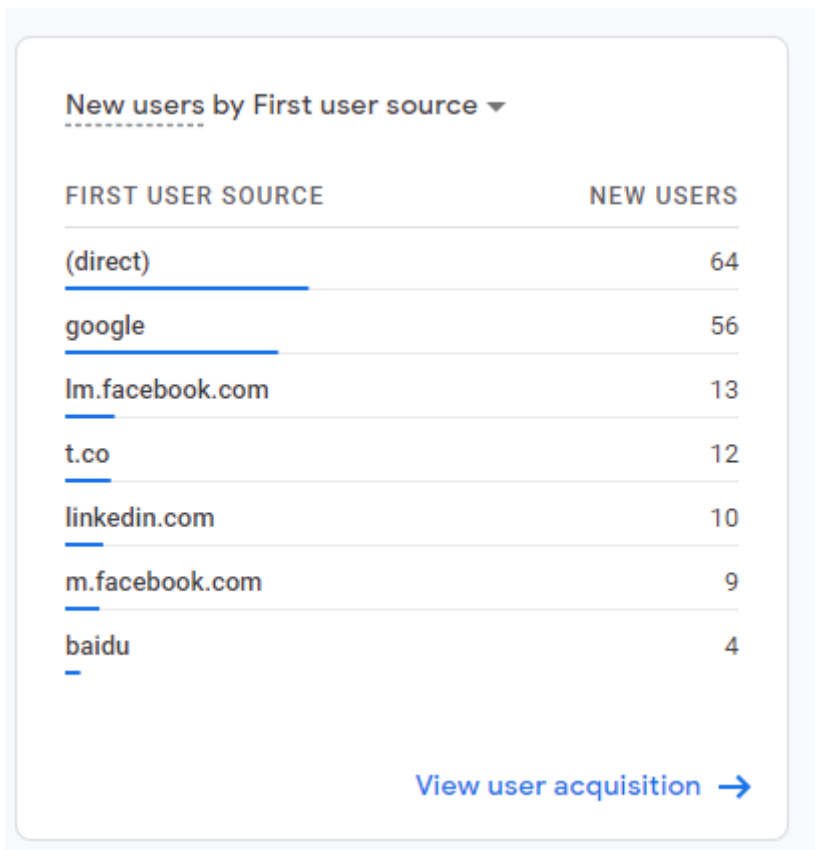 New users by First user source
FIRST USER SOURCE NEW USERS
(direct) 64
google 56
lm.facebook.com 13
t.co 12
linkedin.com 10
m.facebook.com 9
baidu 4
View user acquisition →